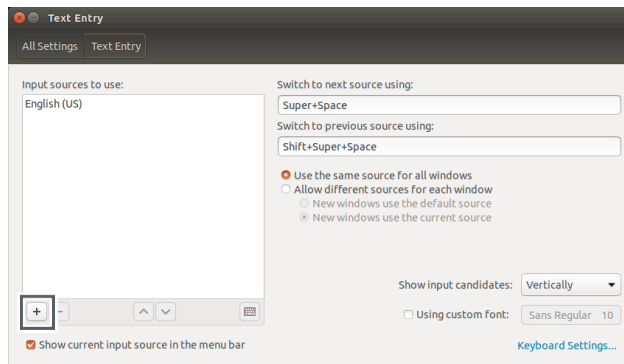 Text Entry
All Settings Text Entry
Input sources to use:
English (US)
Switch to next source using:
Super+Space
Switch to previous source using:
Shift+Super+Space
Use the same source for all windows
Allow different sources for each window
New windows use the default source
New windows use the current source
Show input candidates: Vertically
+ -
Using custom font: Sans Regular 10
Show current input source in the menu bar
Keyboard Settings...